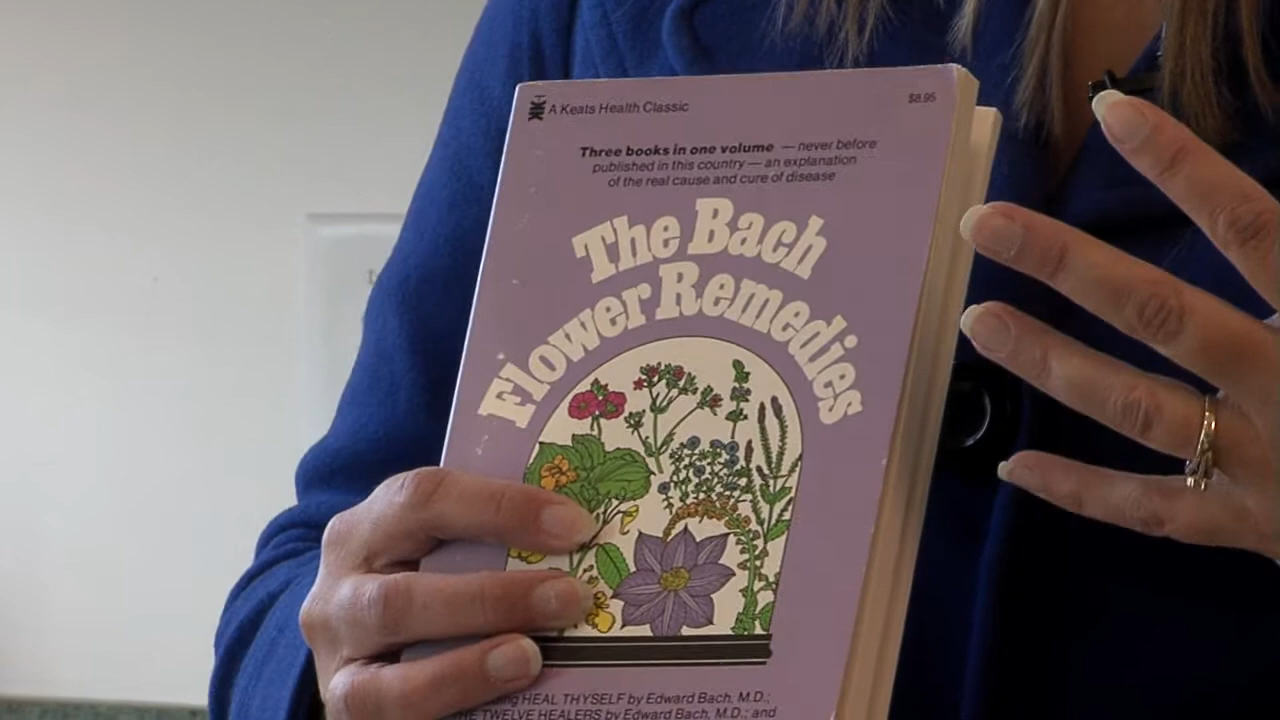 A Keats Health Classic
$8.95
Three books in one volume — never before
published in this country — an explanation
of the real cause and cure of disease
The Bach
Flower Remedies
HEAL THYSELF by Edward Bach, M.D.;
THE TWELVE HEALERS by Edward Bach, M.D.; and